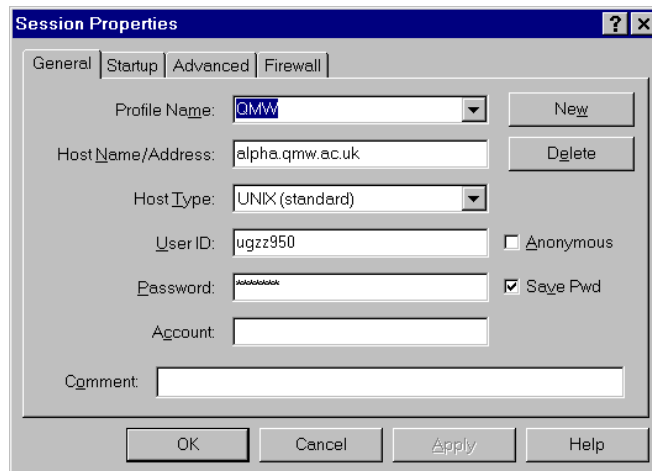 Session Properties
General Startup Advanced Firewall
Profile Name: QMW New
Host Name/Address: alpha.qmw.ac.uk Delete
Host Type: UNIX (standard)
User ID: ugzz950 Anonymous
Password: ******** Save Pwd
Account:
Comment:
OK Cancel Apply Help